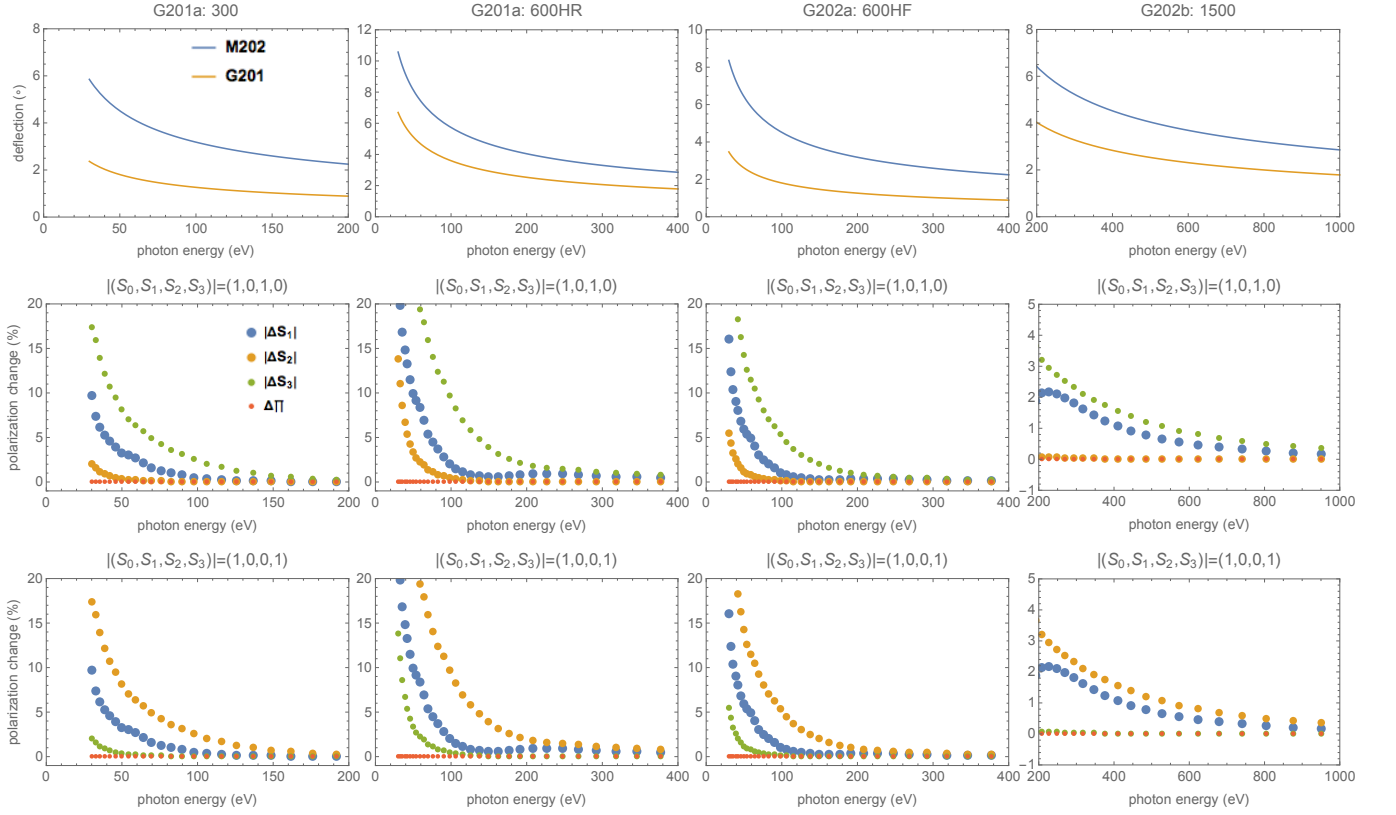 G201a: 300
G201a: 600HR
G202a: 600HF
G202b: 1500
deflection (°)
8
6
4
2
0
M202
G201
0 50 100 150 200
photon energy (eV)
12
10
8
6
4
2
0
0 100 200 300 400
photon energy (eV)
10
8
6
4
2
0
0 100 200 300 400
photon energy (eV)
8
6
4
2
0
200 400 600 800 1000
photon energy (eV)
|(S₀,S₁,S₂,S₃)|=(1,0,1,0)
polarization change (%)
20
15
10
5
0
|ΔS₁|
|ΔS₂|
|ΔS₃|
ΔΠ
0 50 100 150 200
photon energy (eV)
|(S₀,S₁,S₂,S₃)|=(1,0,1,0)
20
15
10
5
0
0 100 200 300 400
photon energy (eV)
|(S₀,S₁,S₂,S₃)|=(1,0,1,0)
20
15
10
5
0
0 100 200 300 400
photon energy (eV)
|(S₀,S₁,S₂,S₃)|=(1,0,1,0)
5
4
3
2
1
0
−1
200 400 600 800 1000
photon energy (eV)
|(S₀,S₁,S₂,S₃)|=(1,0,0,1)
polarization change (%)
20
15
10
5
0
0 50 100 150 200
photon energy (eV)
|(S₀,S₁,S₂,S₃)|=(1,0,0,1)
20
15
10
5
0
0 100 200 300 400
photon energy (eV)
|(S₀,S₁,S₂,S₃)|=(1,0,0,1)
20
15
10
5
0
0 100 200 300 400
photon energy (eV)
|(S₀,S₁,S₂,S₃)|=(1,0,0,1)
5
4
3
2
1
0
−1
200 400 600 800 1000
photon energy (eV)